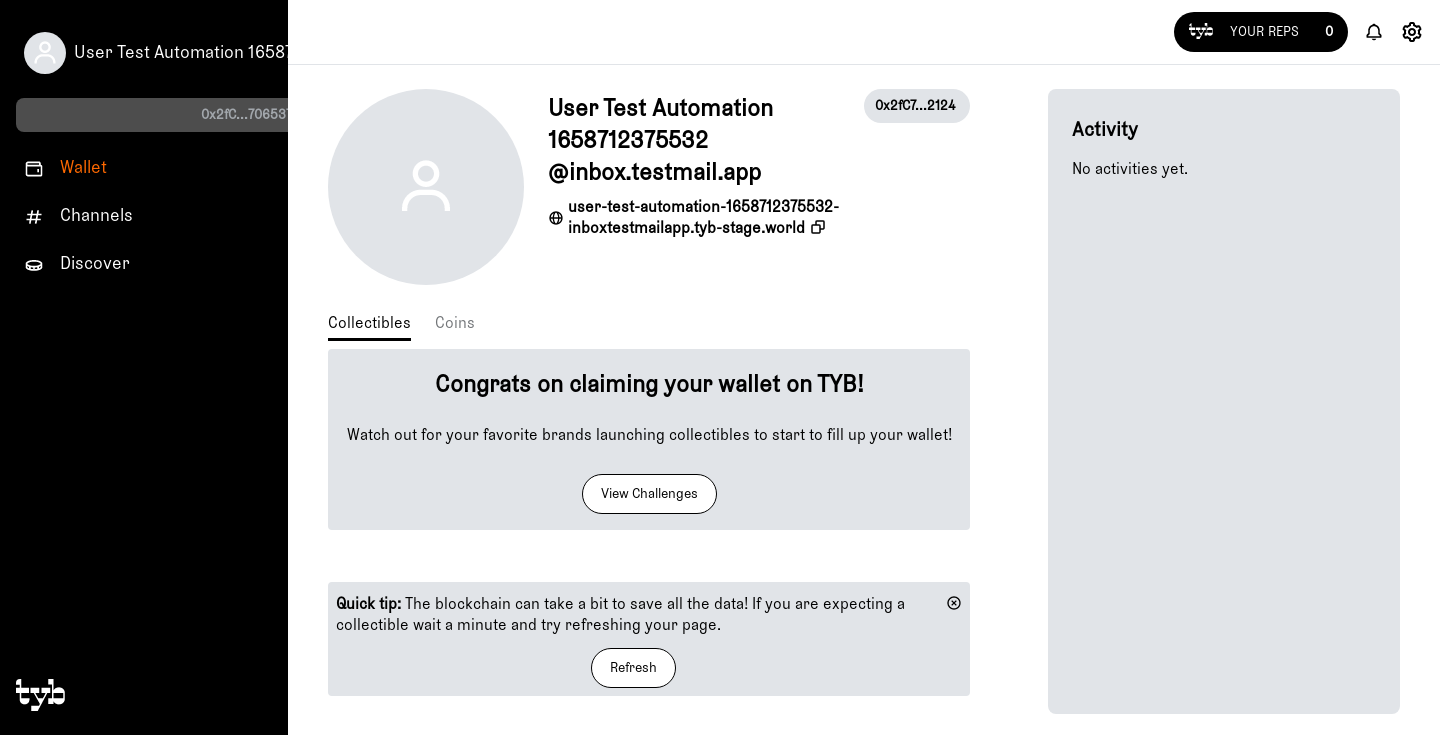 User Test Automation 16587
0x2fC...706537
Wallet
Channels
Discover
tyb
tyb YOUR REPS 0
User Test Automation
1658712375532
@inbox.testmail.app
0x2fC7...2124
user-test-automation-1658712375532-
inboxtestmailapp.tyb-stage.world
Collectibles Coins
Congrats on claiming your wallet on TYB!
Watch out for your favorite brands launching collectibles to start to fill up your wallet!
View Challenges
Quick tip: The blockchain can take a bit to save all the data! If you are expecting a
collectible wait a minute and try refreshing your page.
Refresh
Activity
No activities yet.